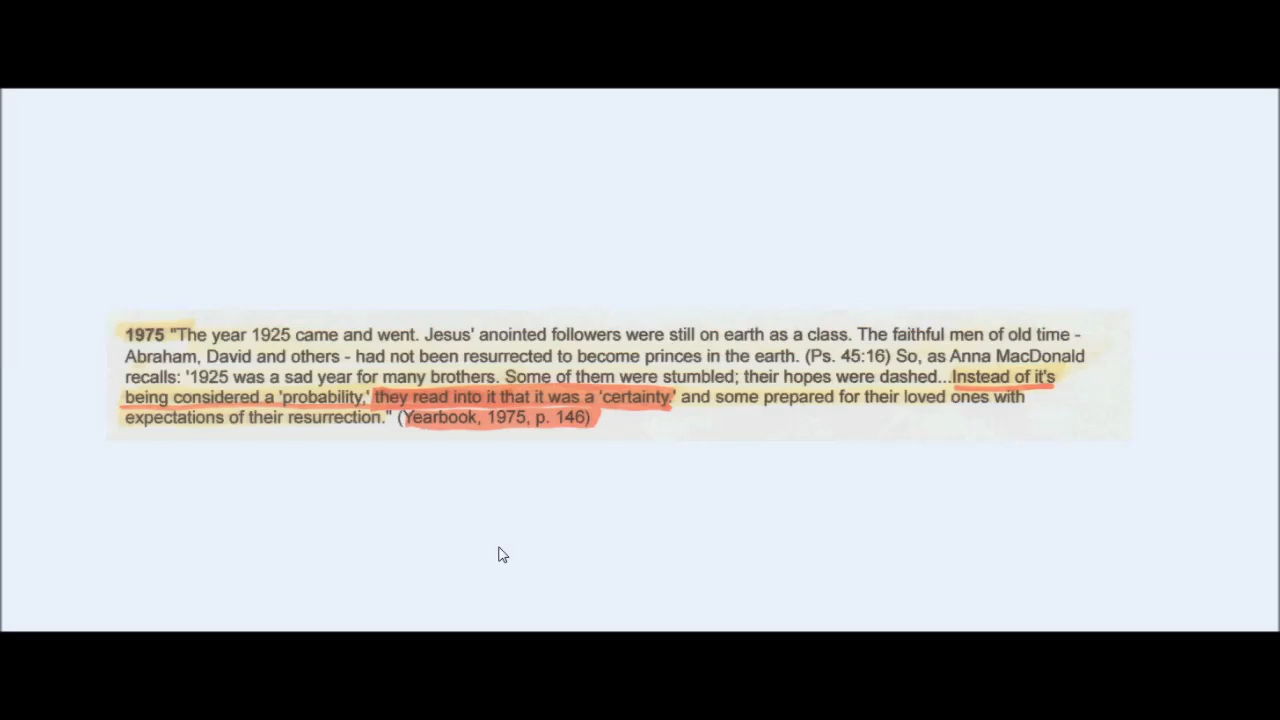 1975 "The year 1925 came and went. Jesus' anointed followers were still on earth as a class. The faithful men of old time -
Abraham, David and others - had not been resurrected to become princes in the earth. (Ps. 45:16) So, as Anna MacDonald
recalls: '1925 was a sad year for many brothers. Some of them were stumbled; their hopes were dashed...Instead of it's
being considered a 'probability,' they read into it that it was a 'certainty,' and some prepared for their loved ones with
expectations of their resurrection." (Yearbook, 1975, p. 146)